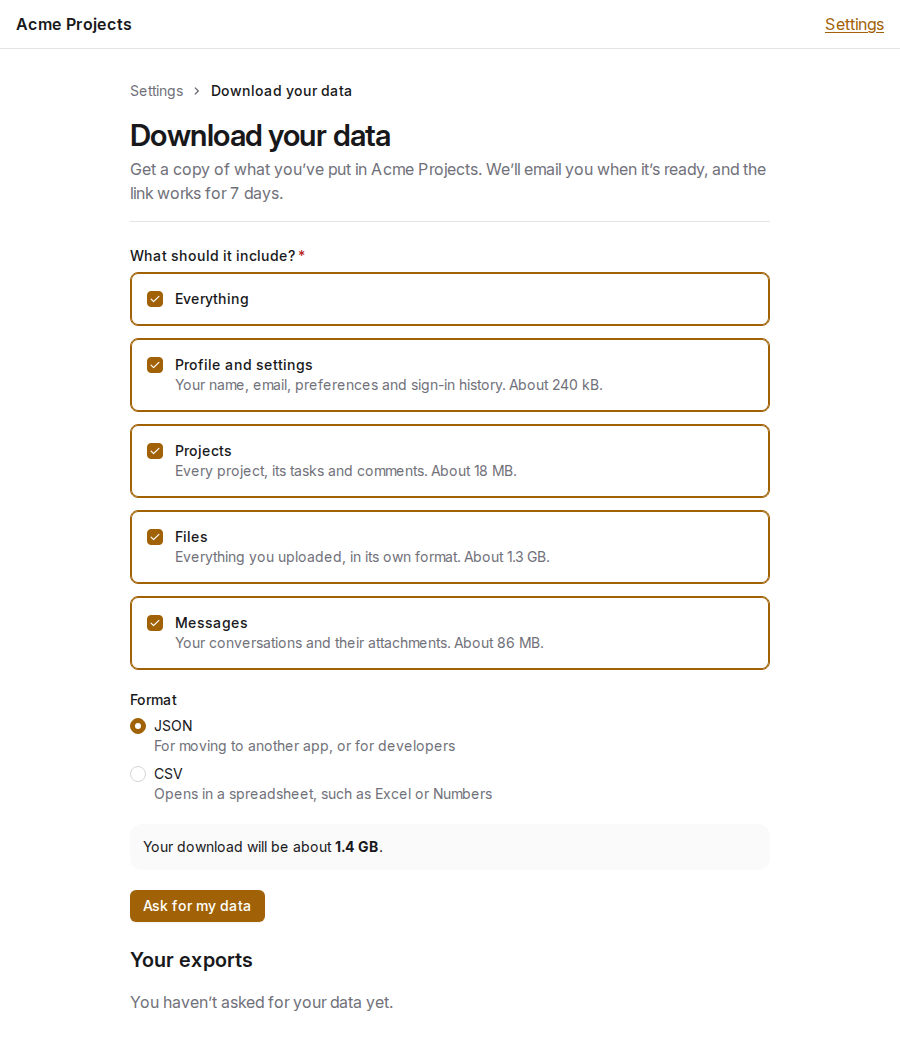 Acme Projects
Settings
Settings > Download your data
Download your data
Get a copy of what you’ve put in Acme Projects. We’ll email you when it’s ready, and the
link works for 7 days.
What should it include? *
Everything
Profile and settings
Your name, email, preferences and sign-in history. About 240 kB.
Projects
Every project, its tasks and comments. About 18 MB.
Files
Everything you uploaded, in its own format. About 1.3 GB.
Messages
Your conversations and their attachments. About 86 MB.
Format
JSON
For moving to another app, or for developers
CSV
Opens in a spreadsheet, such as Excel or Numbers
Your download will be about 1.4 GB.
Ask for my data
Your exports
You haven’t asked for your data yet.